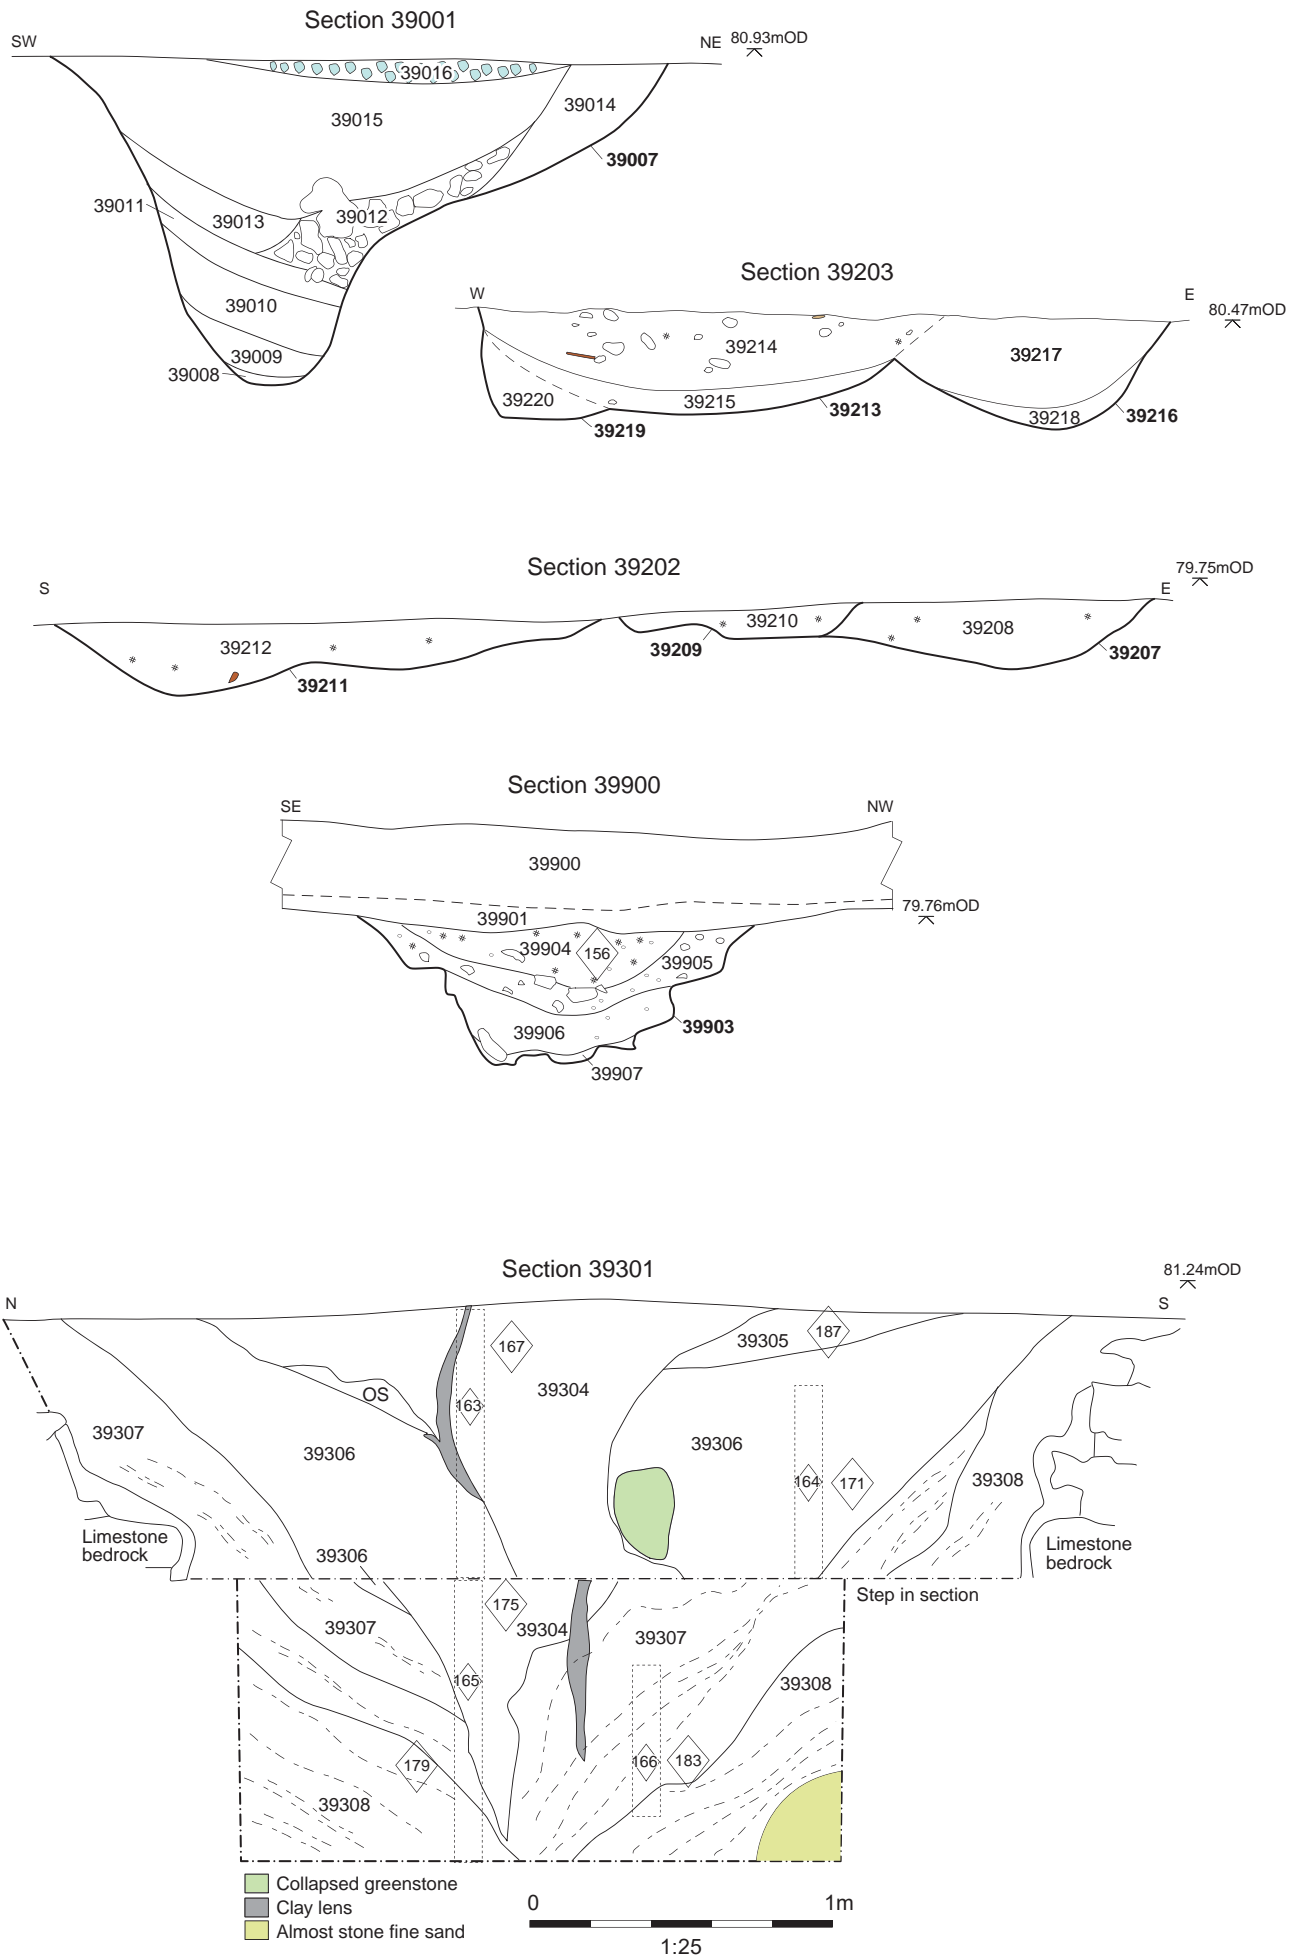 Section 39001
SW
NE
80.93mOD
39016
39014
39015
39007
39011
39013
39012
39010
39009
39008
Section 39203
W
E
80.47mOD
39214
39217
39220
39215
39213
39218
39216
39219
Section 39202
S
79.75mOD
E
39212
39210
39208
39209
39207
39211
Section 39900
SE
NW
39900
79.76mOD
39901
39904
156
39905
39906
39903
39907
Section 39301
81.24mOD
N
S
167
39305
187
OS
39304
163
39307
39306
39306
164
171
39308
Limestone
bedrock
Limestone
bedrock
39306
Step in section
175
39307
39304
39307
165
39308
179
166
183
39308
Collapsed greenstone
Clay lens
Almost stone fine sand
0
1m
1:25